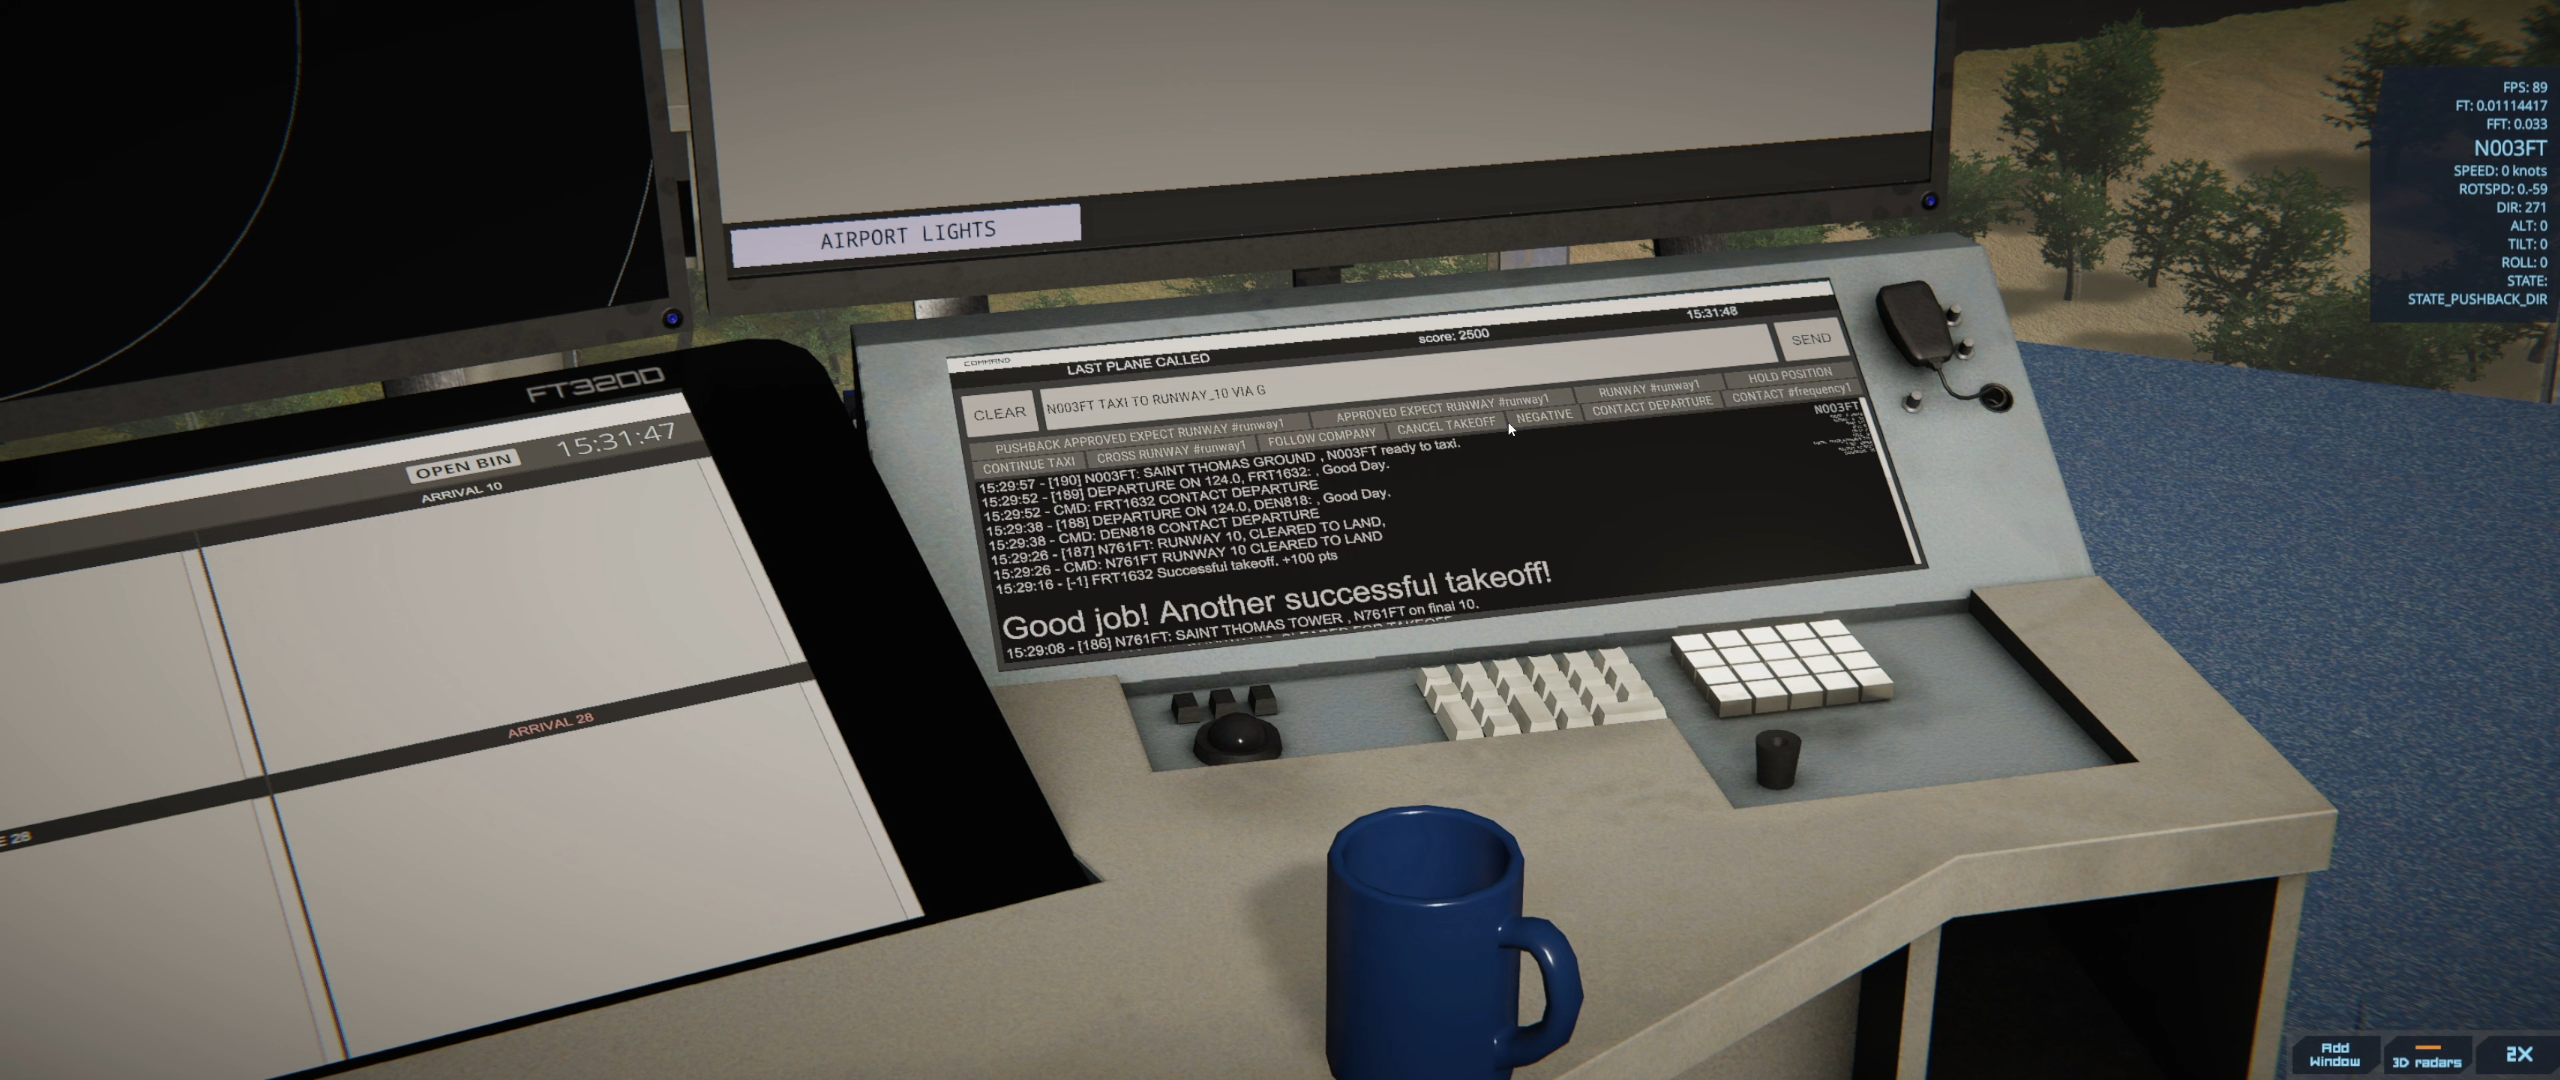 FPS: 89
FT: 0.01114417
FFT: 0.033
N003FT
SPEED: 0 knots
ROTSPD: 0.-59
DIR: 271
ALT: 0
TILT: 0
ROLL: 0
STATE:
STATE_PUSHBACK_DIR
AIRPORT LIGHTS
FT32DD
OPEN BIN 15:31:47
ARRIVAL 10
ARRIVAL 28
E 28
COMMAND
LAST PLANE CALLED score: 2500 15:31:48
CLEAR N003FT TAXI TO RUNWAY_10 VIA G SEND
PUSHBACK APPROVED EXPECT RUNWAY #runway1 APPROVED EXPECT RUNWAY #runway1 RUNWAY #runway1 HOLD POSITION
CONTINUE TAXI CROSS RUNWAY #runway1 FOLLOW COMPANY CANCEL TAKEOFF NEGATIVE CONTACT DEPARTURE CONTACT #frequency1
N003FT
15:29:57 - [190] N003FT: SAINT THOMAS GROUND , N003FT ready to taxi.
15:29:52 - [189] DEPARTURE ON 124.0, FRT1632: , Good Day.
15:29:52 - CMD: FRT1632 CONTACT DEPARTURE
15:29:38 - [188] DEPARTURE ON 124.0, DEN818: , Good Day.
15:29:38 - CMD: DEN818 CONTACT DEPARTURE
15:29:26 - [187] N761FT: RUNWAY 10, CLEARED TO LAND,
15:29:26 - CMD: N761FT RUNWAY 10 CLEARED TO LAND
15:29:16 - [-1] FRT1632 Successful takeoff. +100 pts
Good job! Another successful takeoff!
15:29:08 - [186] N761FT: SAINT THOMAS TOWER , N761FT on final 10.
Add Window
3D radars
2X